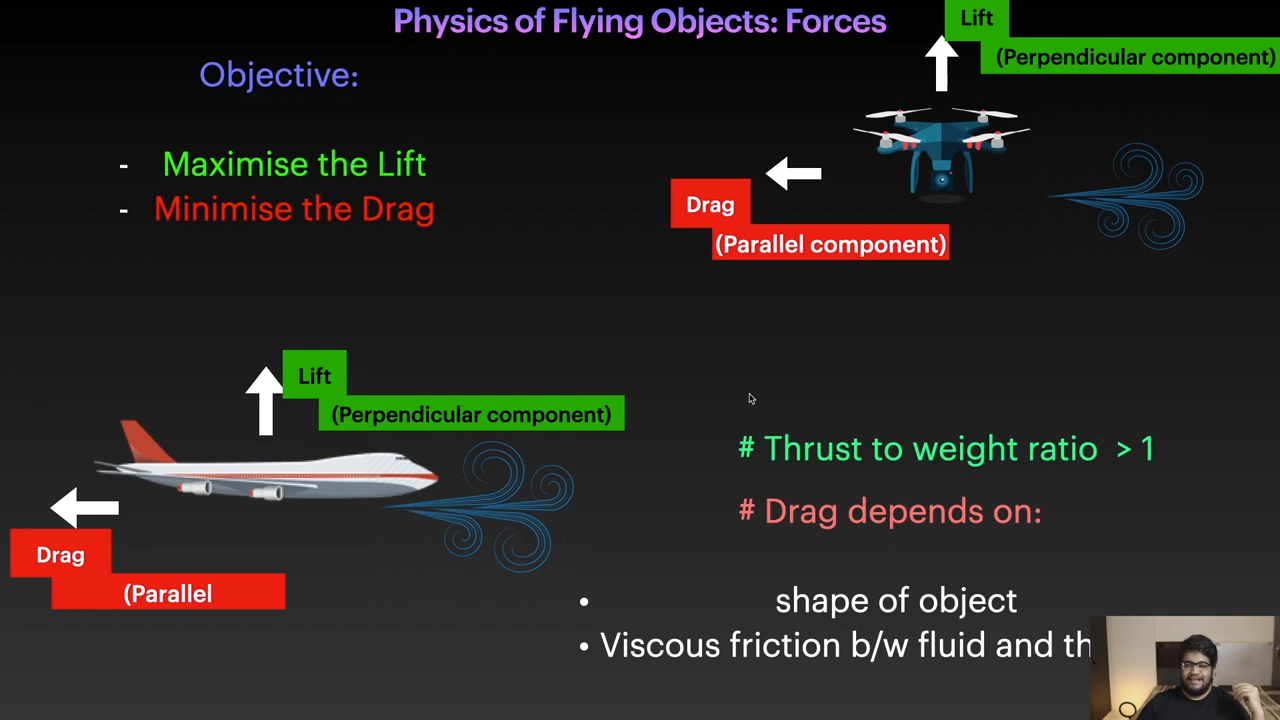 Physics of Flying Objects: Forces
Lift
(Perpendicular component)
Objective:
- Maximise the Lift
- Minimise the Drag
Drag
(Parallel component)
Lift
(Perpendicular component)
# Thrust to weight ratio > 1
# Drag depends on:
Drag
(Parallel
• shape of object
• Viscous friction b/w fluid and th